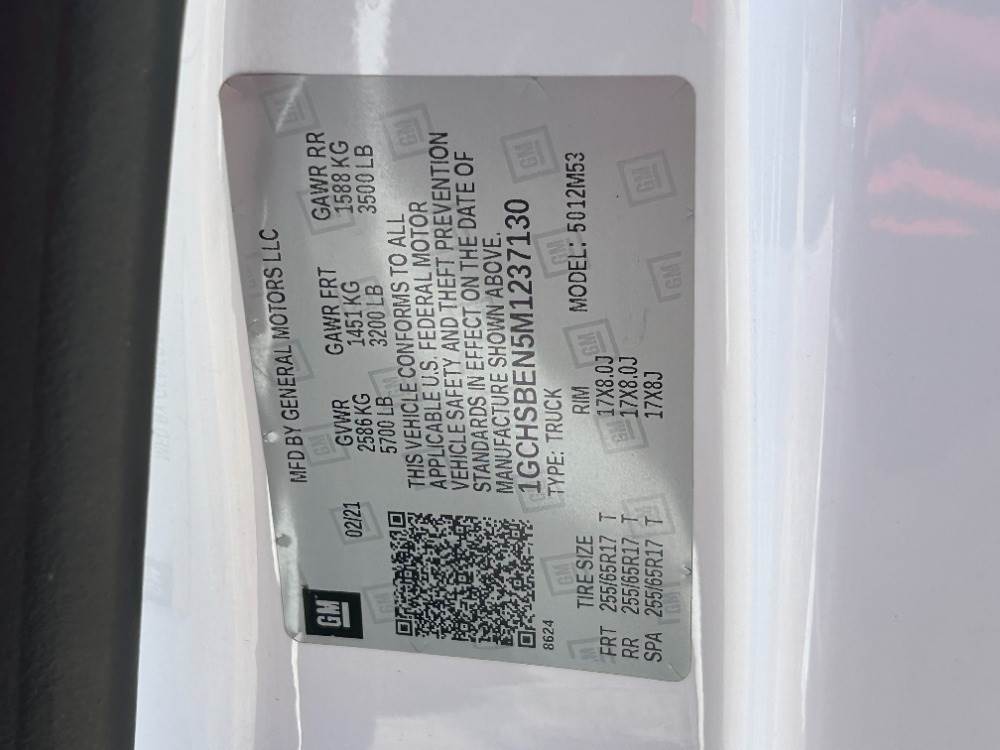 GM
MFD BY GENERAL MOTORS LLC
02/21
GVWR GAWR FRT GAWR RR
2586 KG 1451 KG 1588 KG
5700 LB 3200 LB 3500 LB
THIS VEHICLE CONFORMS TO ALL
APPLICABLE U.S. FEDERAL MOTOR
VEHICLE SAFETY AND THEFT PREVENTION
STANDARDS IN EFFECT ON THE DATE OF
MANUFACTURE SHOWN ABOVE.
1GCHSBEN5M1237130
8624
TYPE: TRUCK MODEL: 5012M53
TIRE SIZE RIM
FRT 255/65R17 T 17X8.0J
RR 255/65R17 T 17X8.0J
SPA 255/65R17 T 17X8J